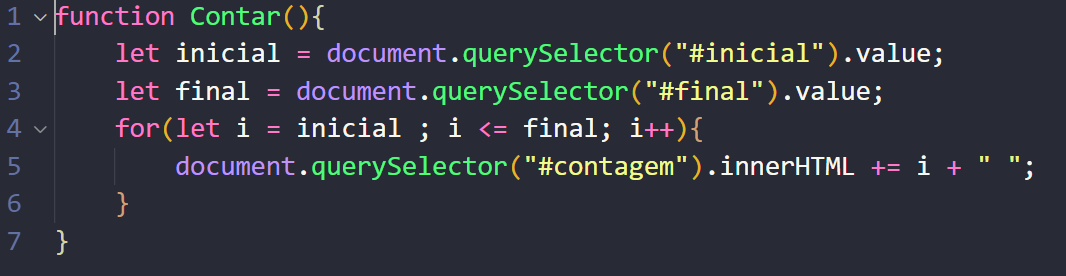 1 function Contar(){
2 let inicial = document.querySelector("#inicial").value;
3 let final = document.querySelector("#final").value;
4 for(let i = inicial ; i <= final; i++){
5 document.querySelector("#contagem").innerHTML += i + " ";
6 }
7 }